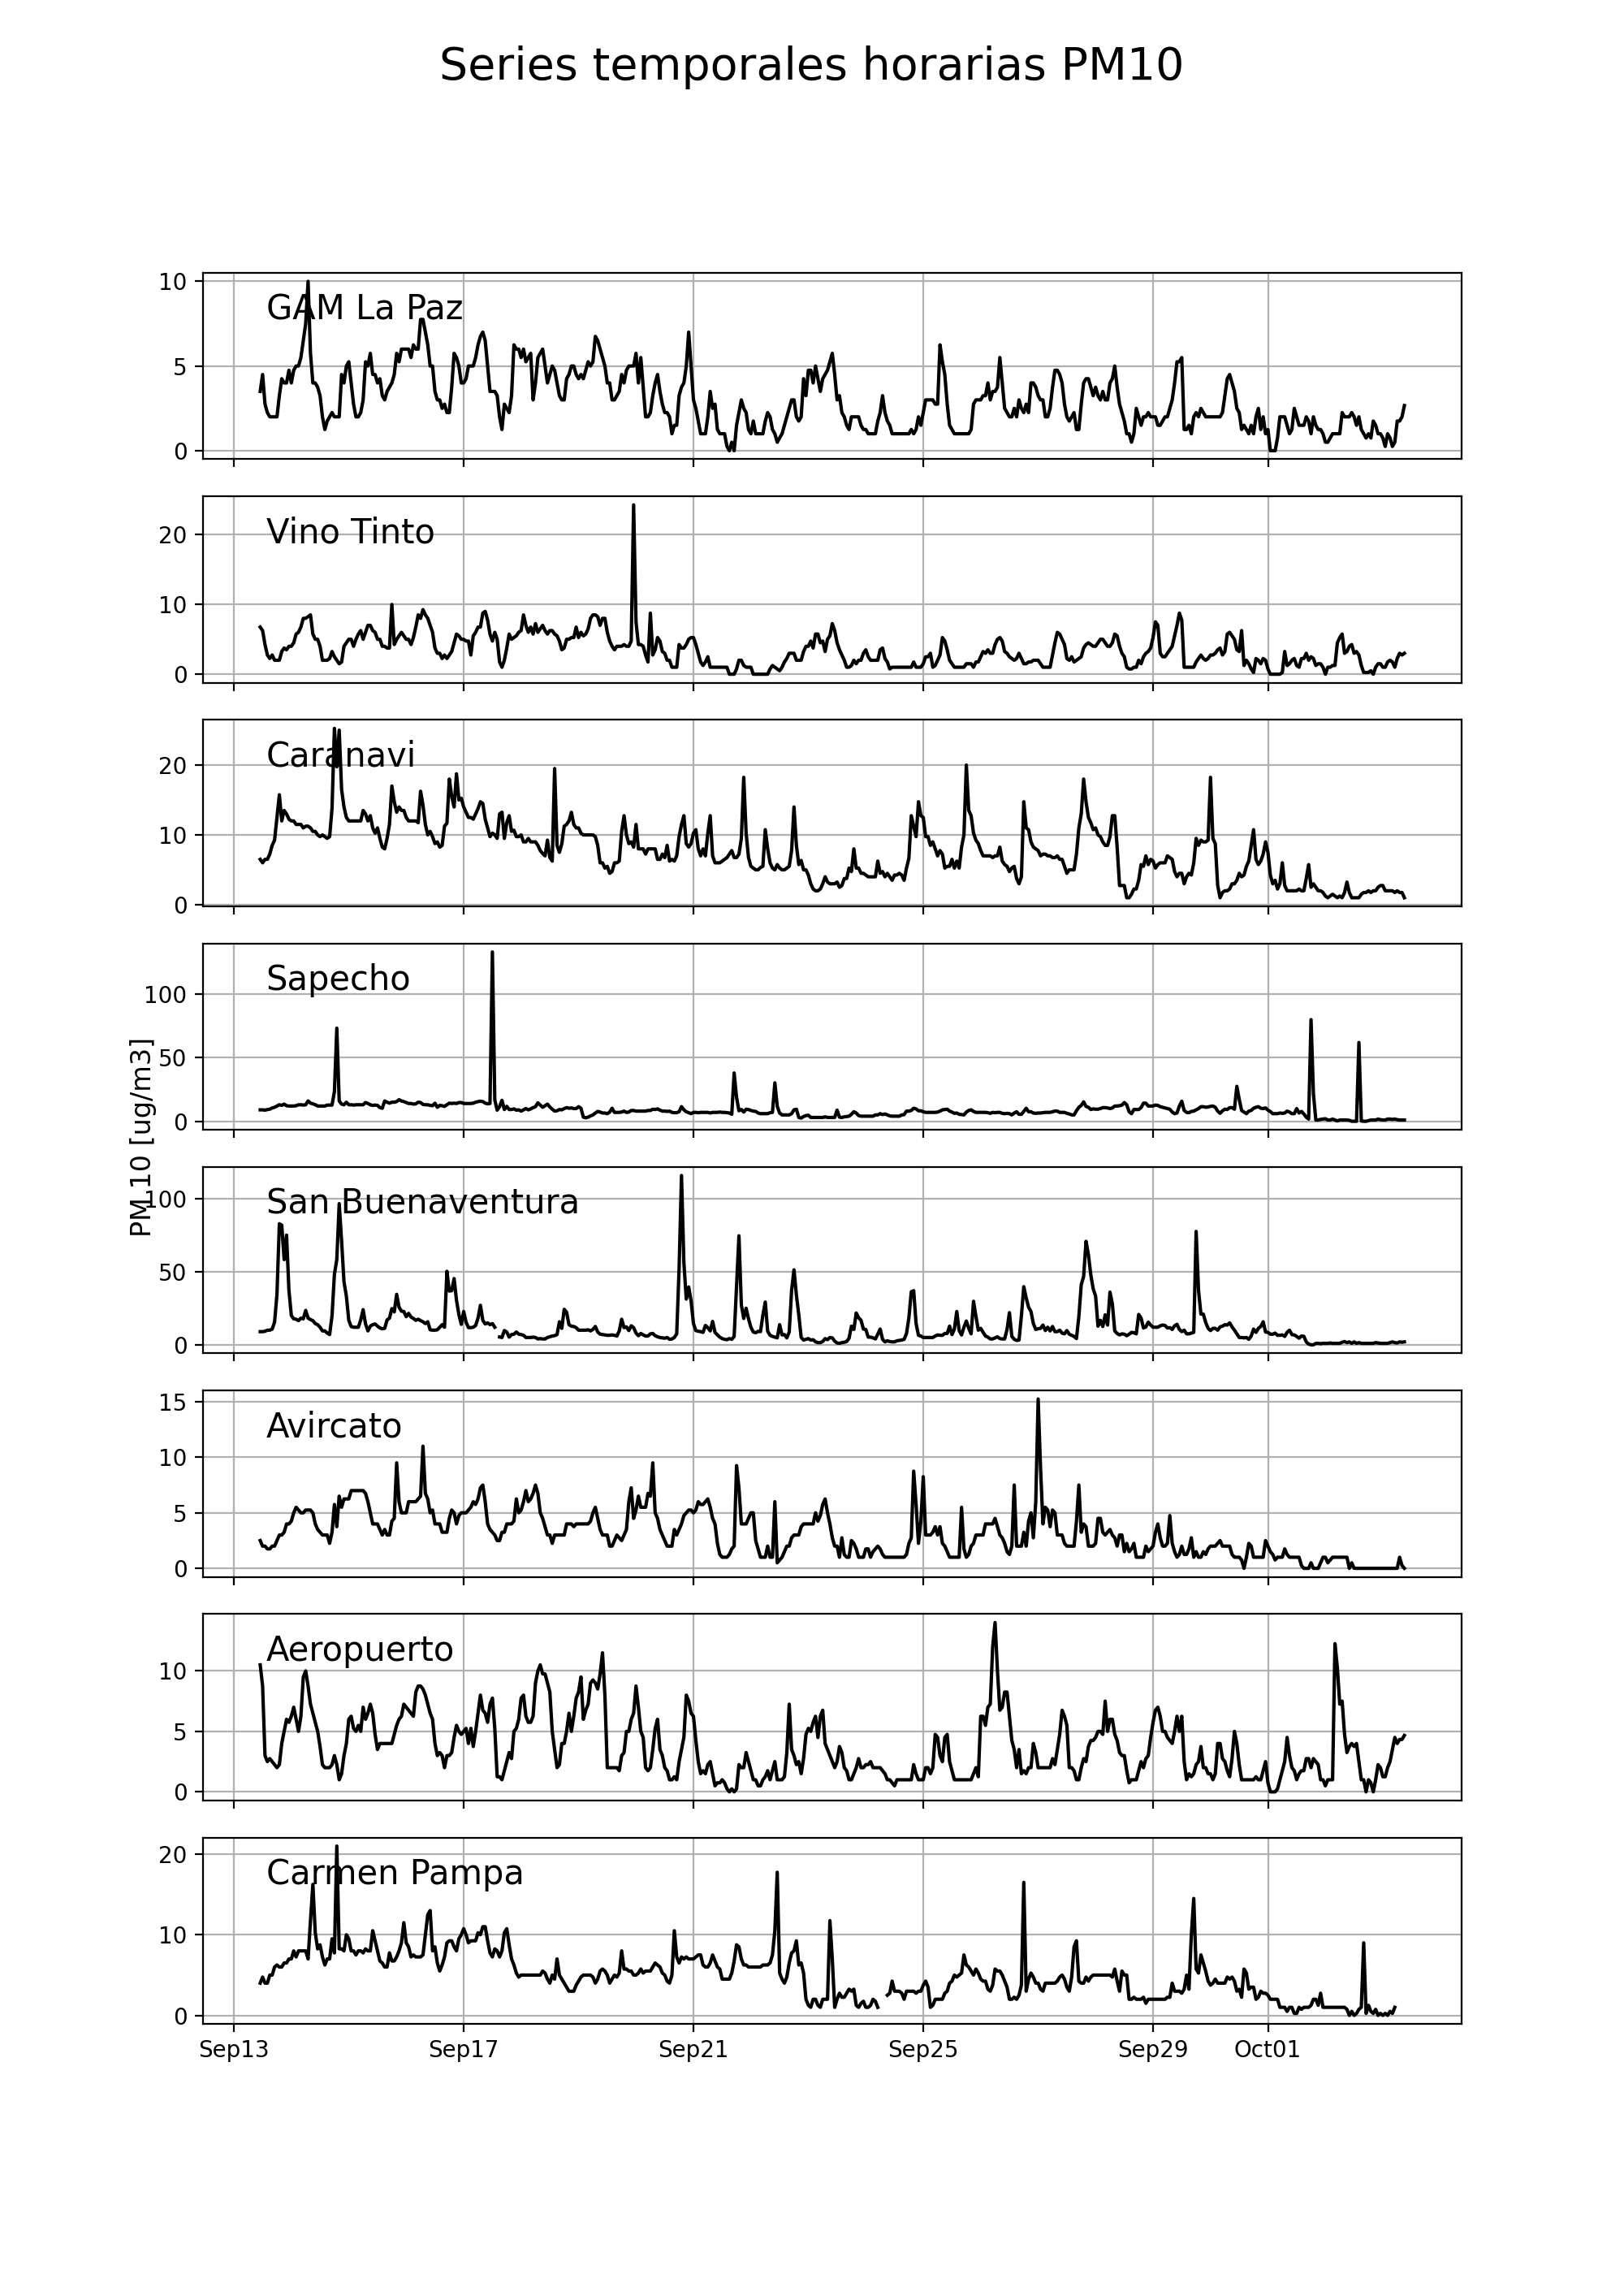 Series temporales horarias PM10
10
GAM La Paz
5
0
20
Vino Tinto
10
0
20
Caranavi
10
0
Sapecho
100
50
0
PM 10 [ug/m3]
100
San Buenaventura
50
0
15
Avircato
10
5
0
Aeropuerto
10
5
0
20
Carmen Pampa
10
0
Sep13 Sep17 Sep21 Sep25 Sep29 Oct01